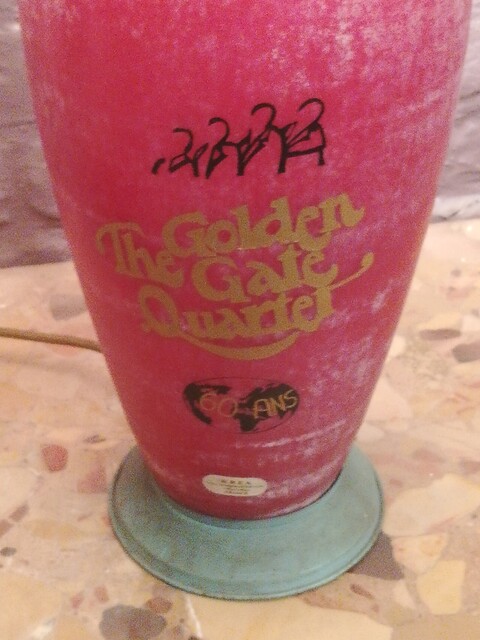 The Golden
Gate
Quartet
60 ANS